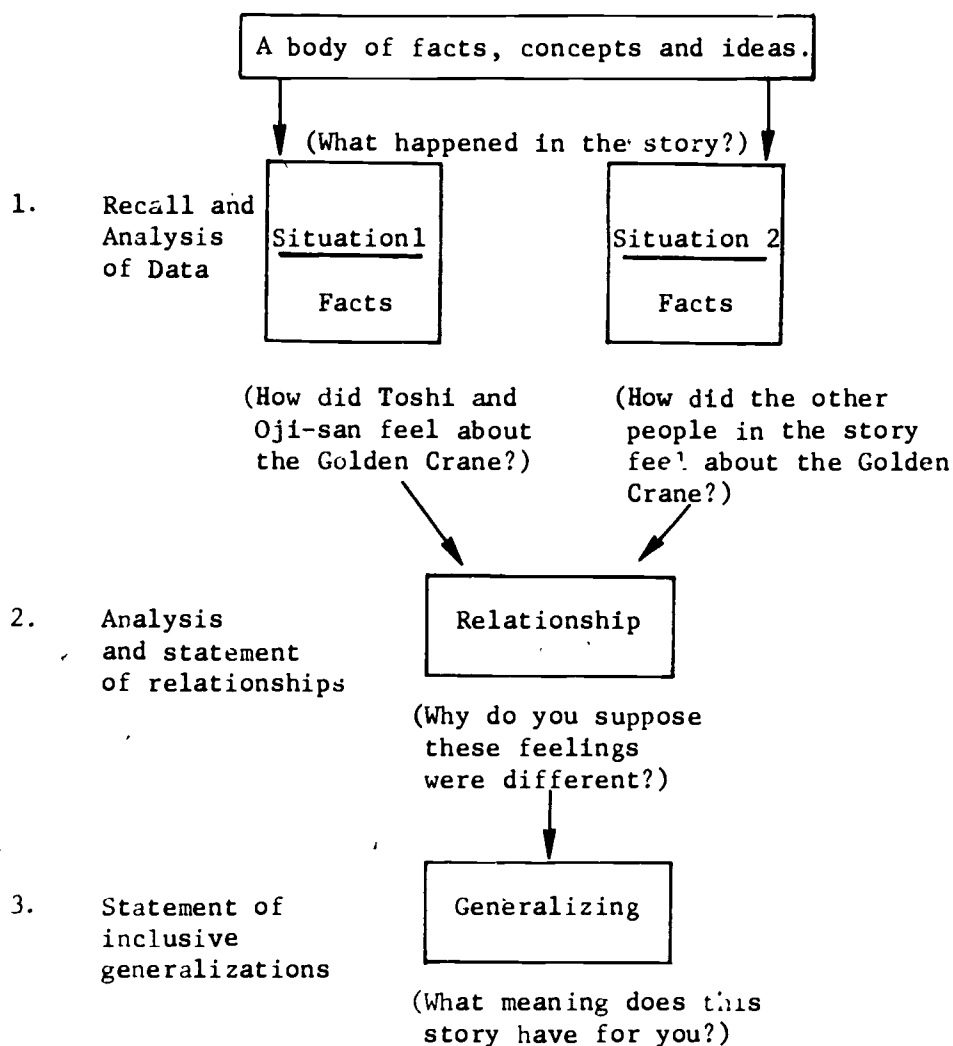 A body of facts, concepts and ideas.
(What happened in the story?)
1. Recall and
Analysis
of Data
Situation1
Facts
Situation 2
Facts
(How did Toshi and
Oji-san feel about
the Golden Crane?)
(How did the other
people in the story
feel about the Golden
Crane?)
2. Analysis
and statement
of relationships
Relationship
(Why do you suppose
these feelings
were different?)
3. Statement of
inclusive
generalizations
Generalizing
(What meaning does this
story have for you?)